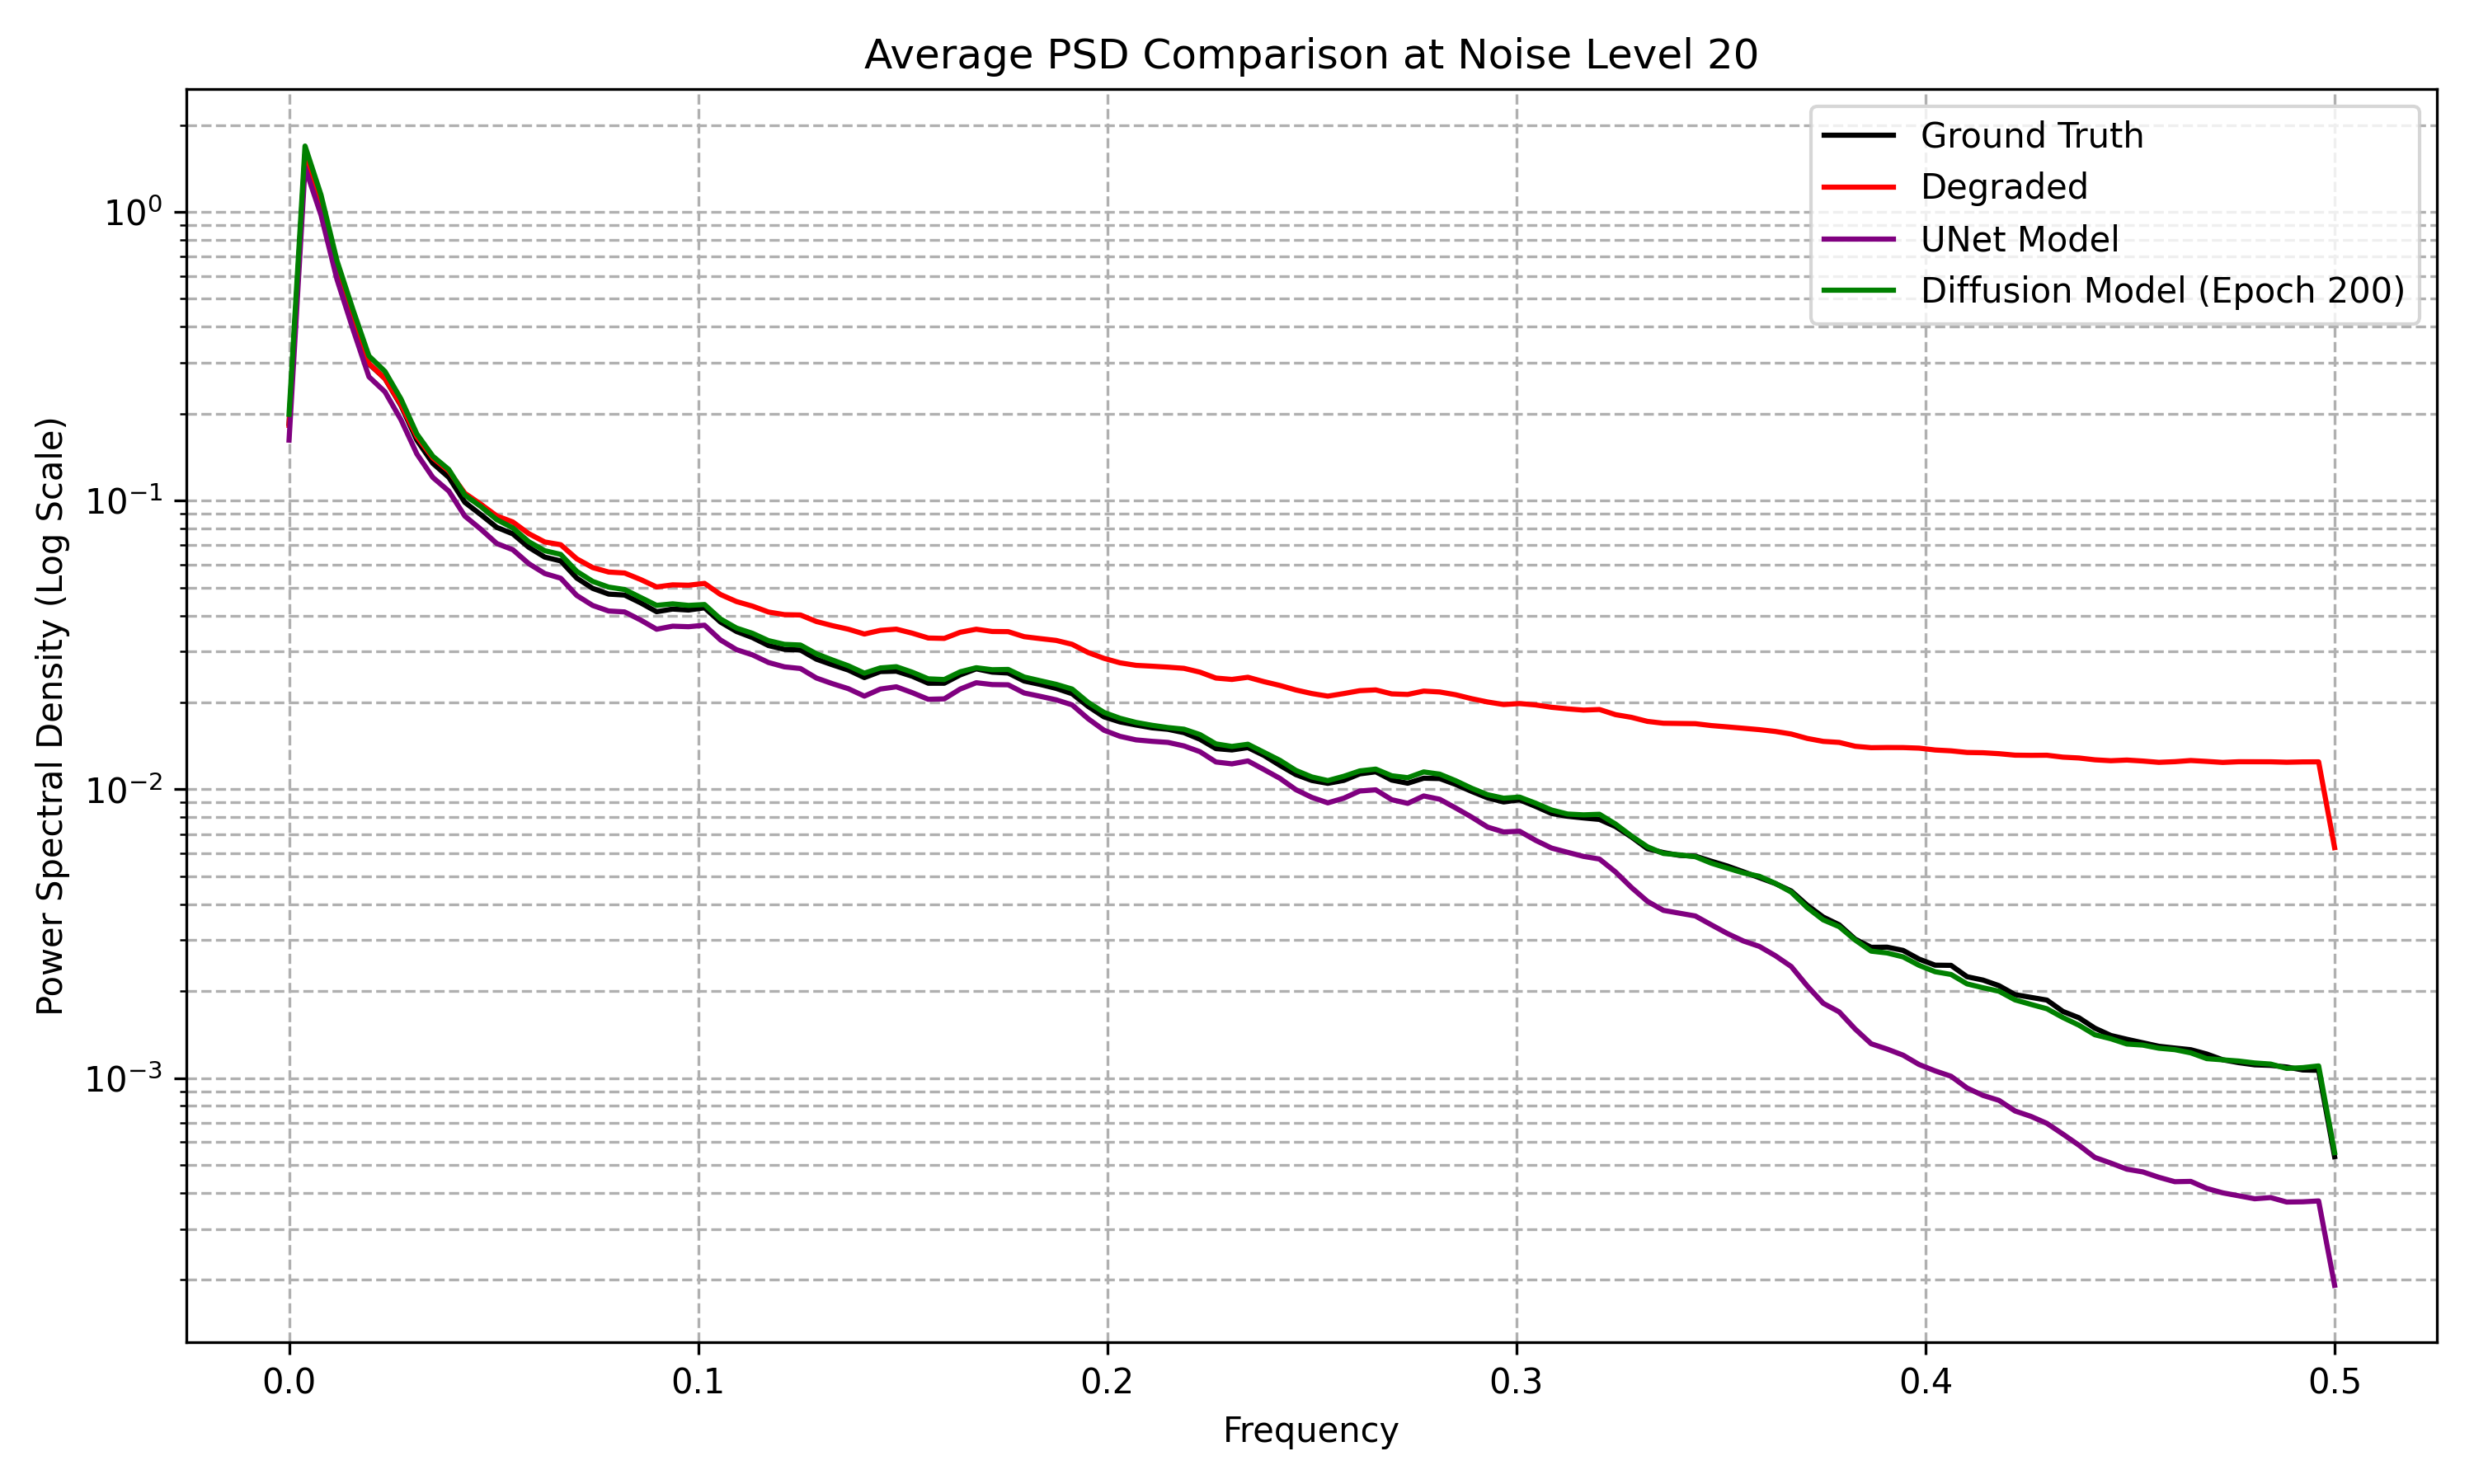 Average PSD Comparison at Noise Level 20
Ground Truth
Degraded
UNet Model
Diffusion Model (Epoch 200)
Power Spectral Density (Log Scale)
10⁰
10⁻¹
10⁻²
10⁻³
0.0 0.1 0.2 0.3 0.4 0.5
Frequency